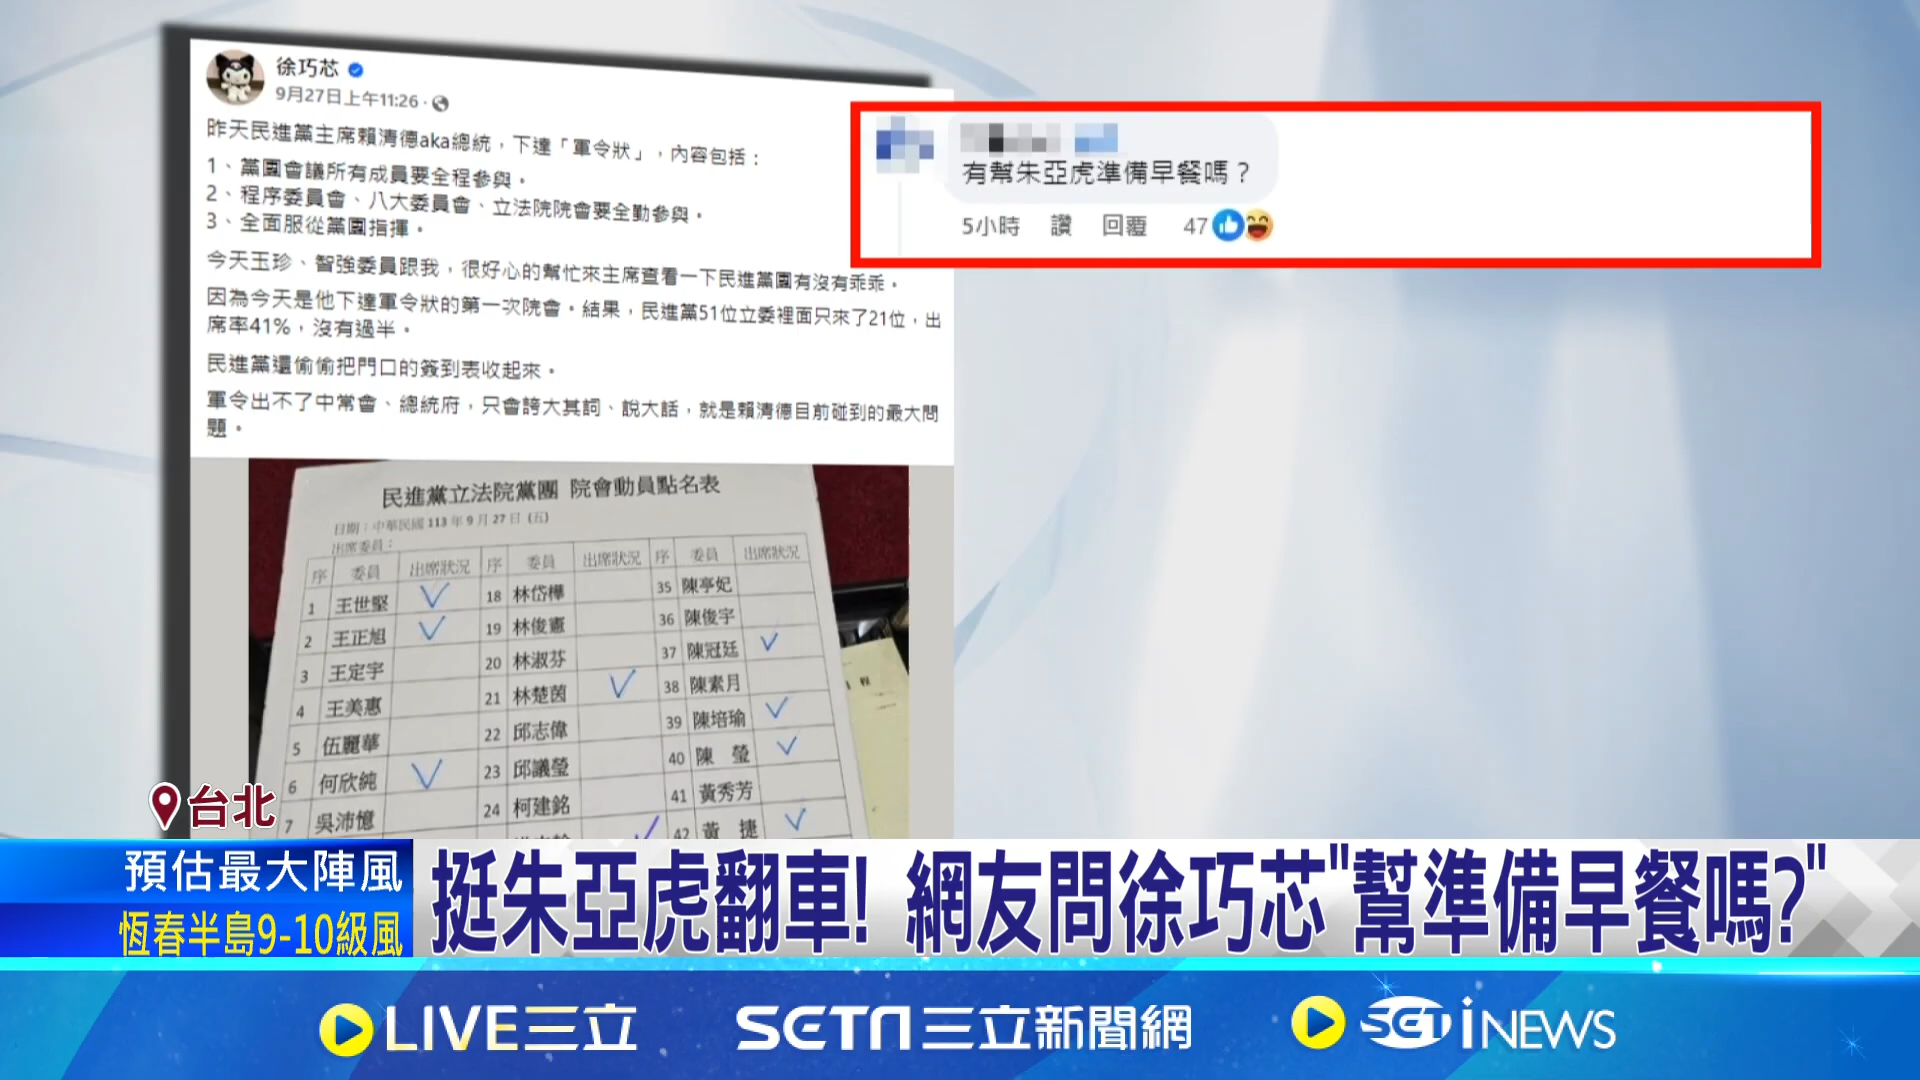 徐巧芯
9月27日上午11:26
昨天民進黨主席賴清德aka總統，下達「軍令狀」，內容包括：
1、黨團會議所有成員要全程參與。
2、程序委員會、八大委員會、立法院院會要全勤參與。
3、全面服從黨團指揮。
今天玉珍、智強委員跟我，很好心的幫忙來主席查看一下民進黨團有沒有乖乖。
因為今天是他下達軍令狀的第一次院會。結果，民進黨51位立委裡面只來了21位，出
席率41%，沒有過半。
民進黨還偷偷把門口的簽到表收起來。
軍令出不了中常會、總統府，只會誇大其詞、說大話，就是賴清德目前碰到的最大問
題。
有幫朱亞虎準備早餐嗎？
5小時 讚 回覆 47
民進黨立法院黨團 院會動員點名表
日期：中華民國 113 年 9 月 27 日 (五)
出席委員：
序 委員 出席狀況 序 委員 出席狀況 序 委員 出席狀況
1 王世堅 ✓ 18 林岱樺 35 陳亭妃
2 王正旭 ✓ 19 林俊憲 36 陳俊宇
3 王定宇 20 林淑芬 37 陳冠廷 ✓
4 王美惠 21 林楚茵 ✓ 38 陳素月
5 伍麗華 22 邱志偉 39 陳培瑜 ✓
6 何欣純 ✓ 23 邱議瑩 40 陳 瑩 ✓
7 吳沛憶 24 柯建銘 41 黃秀芳
42 黃 捷 ✓
台北
預估最大陣風
恆春半島9-10級風
挺朱亞虎翻車! 網友問徐巧芯"幫準備早餐嗎?"
LIVE三立
SETN三立新聞網
SETiNEWS